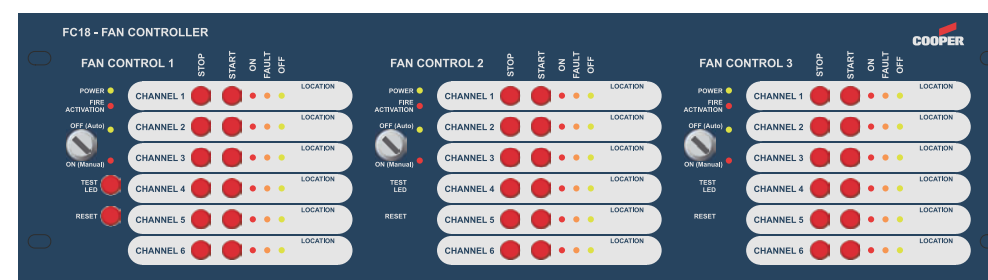 FC18 - FAN CONTROLLER
COOPER
FAN CONTROL 1
STOP
START
ON
FAULT
OFF
POWER
FIRE
ACTIVATION
OFF (Auto)
ON (Manual)
TEST
LED
RESET
CHANNEL 1 LOCATION
CHANNEL 2 LOCATION
CHANNEL 3 LOCATION
CHANNEL 4 LOCATION
CHANNEL 5 LOCATION
CHANNEL 6 LOCATION
FAN CONTROL 2
STOP
START
ON
FAULT
OFF
POWER
FIRE
ACTIVATION
OFF (Auto)
ON (Manual)
TEST
LED
RESET
CHANNEL 1 LOCATION
CHANNEL 2 LOCATION
CHANNEL 3 LOCATION
CHANNEL 4 LOCATION
CHANNEL 5 LOCATION
CHANNEL 6 LOCATION
FAN CONTROL 3
STOP
START
ON
FAULT
OFF
POWER
FIRE
ACTIVATION
OFF (Auto)
ON (Manual)
TEST
LED
RESET
CHANNEL 1 LOCATION
CHANNEL 2 LOCATION
CHANNEL 3 LOCATION
CHANNEL 4 LOCATION
CHANNEL 5 LOCATION
CHANNEL 6 LOCATION